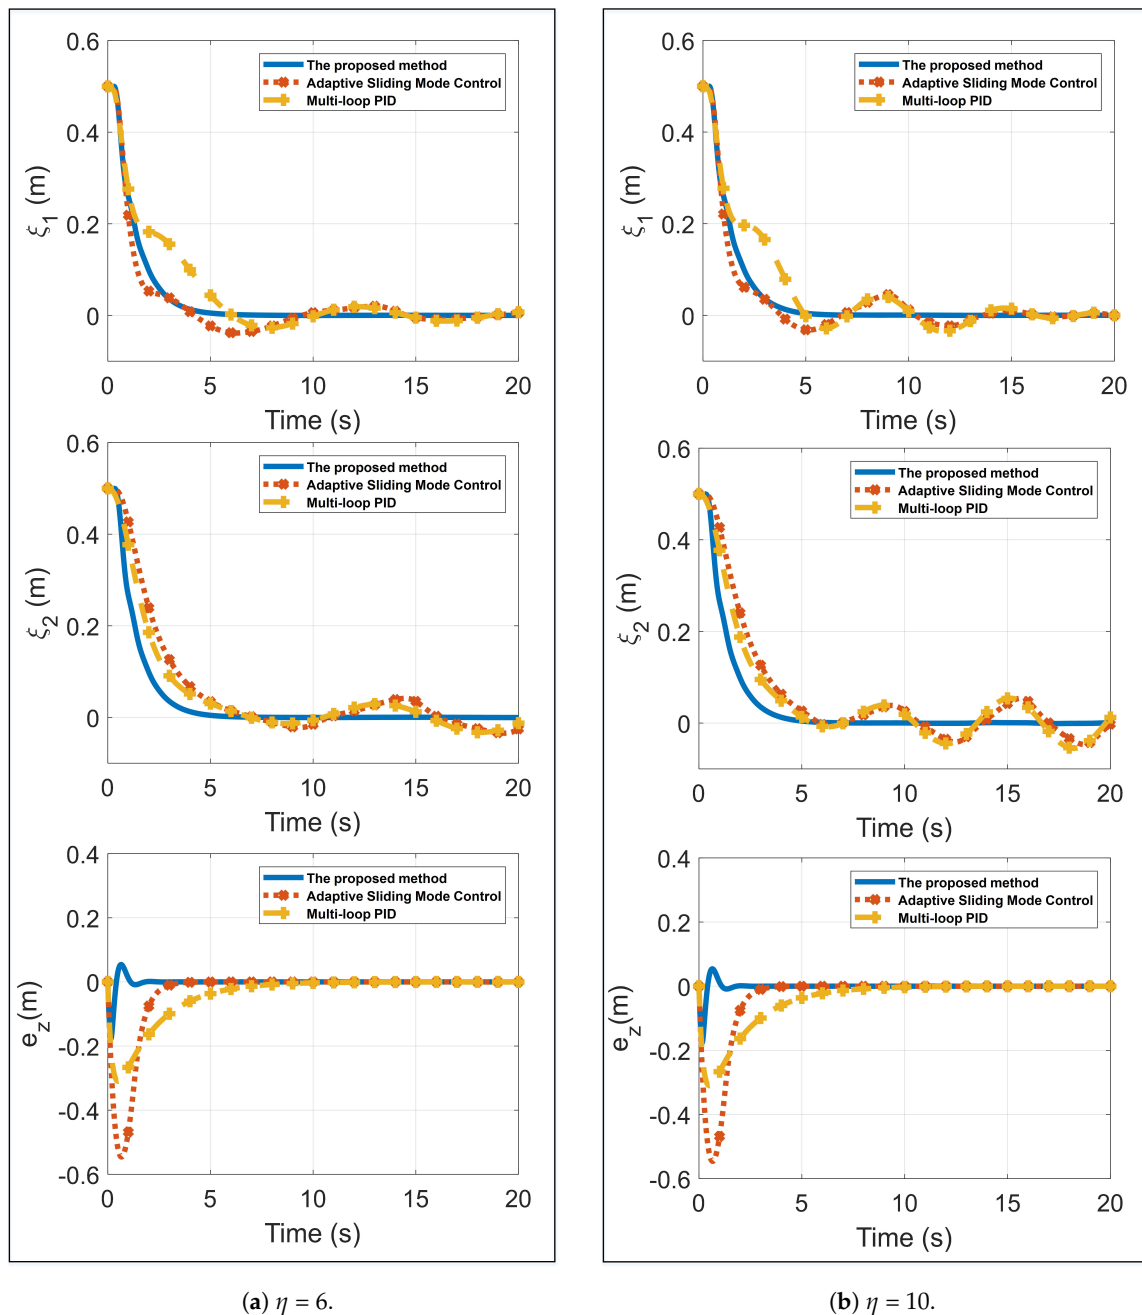 0.6
0.4
0.2
0
ξ1 (m)
The proposed method
Adaptive Sliding Mode Control
Multi-loop PID
0 5 10 15 20
Time (s)
0.6
0.4
0.2
0
ξ2 (m)
The proposed method
Adaptive Sliding Mode Control
Multi-loop PID
0 5 10 15 20
Time (s)
0.4
0.2
0
-0.2
-0.4
-0.6
ez(m)
The proposed method
Adaptive Sliding Mode Control
Multi-loop PID
0 5 10 15 20
Time (s)
(a) η = 6.
0.6
0.4
0.2
0
ξ1 (m)
The proposed method
Adaptive Sliding Mode Control
Multi-loop PID
0 5 10 15 20
Time (s)
0.6
0.4
0.2
0
ξ2 (m)
The proposed method
Adaptive Sliding Mode Control
Multi-loop PID
0 5 10 15 20
Time (s)
0.4
0.2
0
-0.2
-0.4
-0.6
ez(m)
The proposed method
Adaptive Sliding Mode Control
Multi-loop PID
0 5 10 15 20
Time (s)
(b) η = 10.